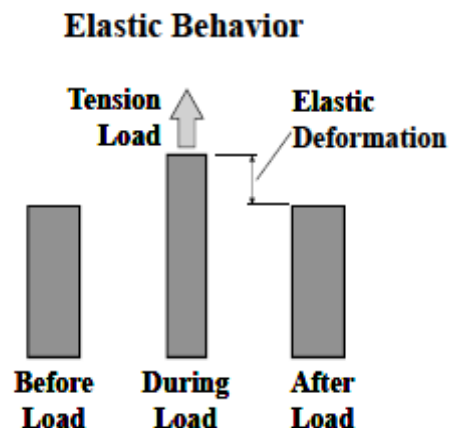 Elastic Behavior
Tension
Load
Elastic
Deformation
Before
Load
During
Load
After
Load